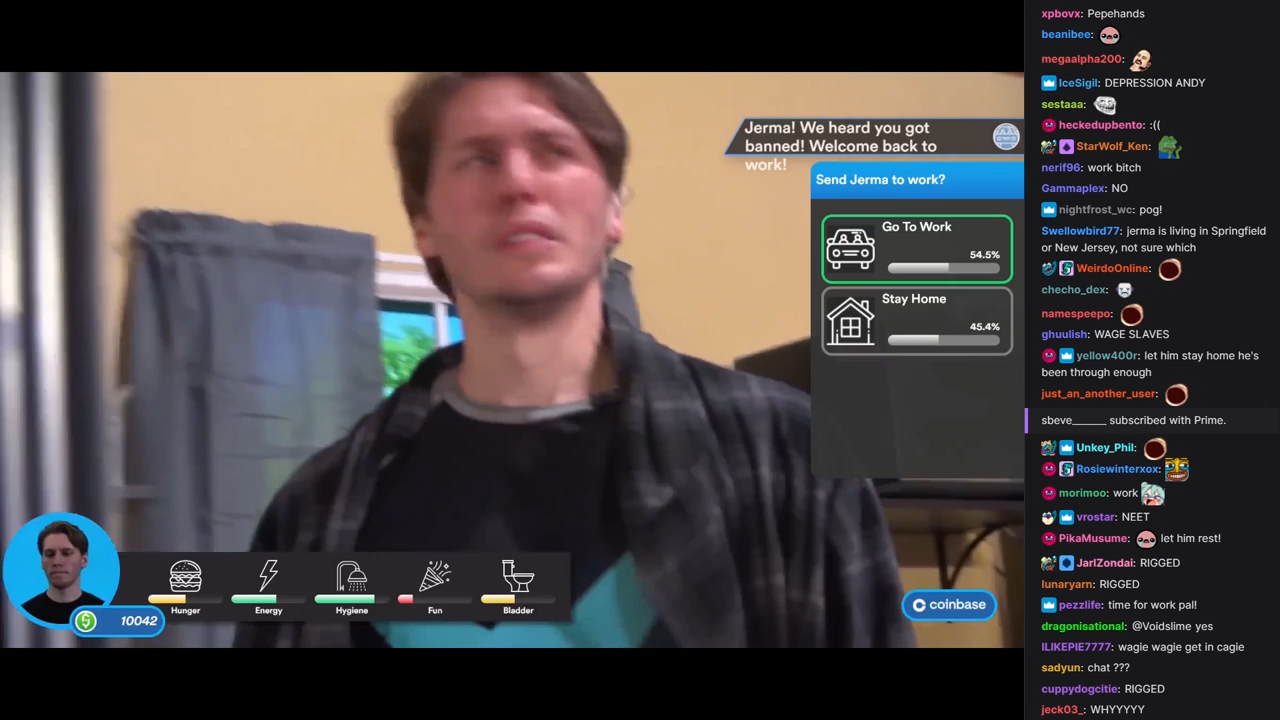 Jerma! We heard you got
banned! Welcome back to
work!
Send Jerma to work?
Go To Work
54.5%
Stay Home
45.4%
Hunger
Energy
Hygiene
Fun
Bladder
10042
coinbase
xpbovx: Pepehands
beanibee:
megaalpha200:
IceSigil: DEPRESSION ANDY
sestaaa:
heckedupbento: :((
StarWolf_Ken:
nerif96: work bitch
Gammaplex: NO
nightfrost_wc: pog!
Swellowbird77: jerma is living in Springfield
or New Jersey, not sure which
WeirdoOnline:
checho_dex:
namespeepo:
ghuulish: WAGE SLAVES
yellow400r: let him stay home he's
been through enough
just_an_another_user:
sbeve______ subscribed with Prime.
Unkey_Phil:
Rosiewinterxox:
morimoo: work
vrostar: NEET
PikaMusume: let him rest!
JarlZondai: RIGGED
lunaryarn: RIGGED
pezzlife: time for work pal!
dragonisational: @Voidslime yes
ILIKEPIE7777: wagie wagie get in cagie
sadyun: chat ???
cuppydogcitie: RIGGED
jeck03_: WHYYYYY